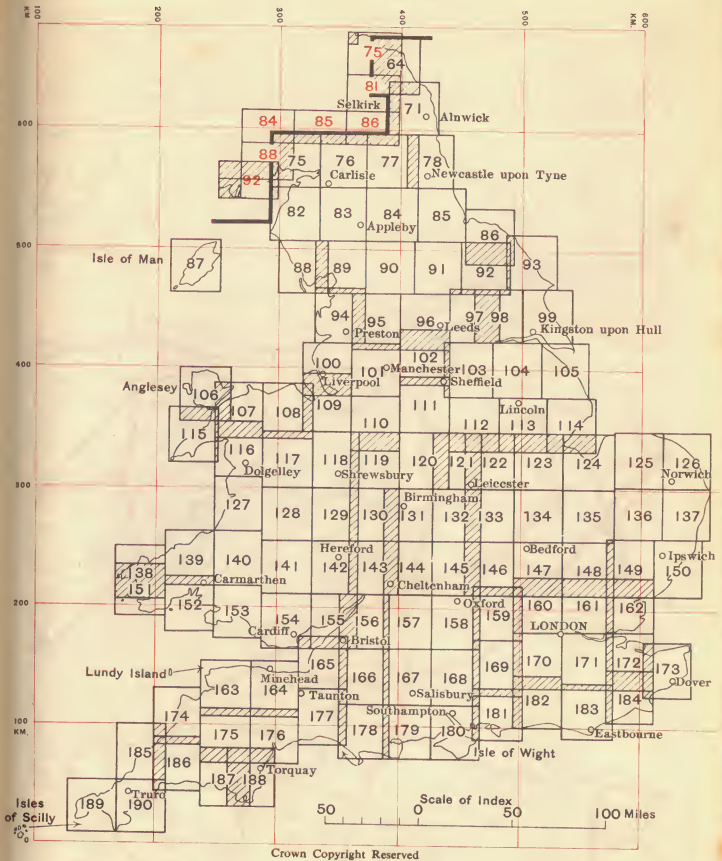 KM. 100 200 300 400 500 600 KM.
75
64
81
Selkirk
71
Alnwick
600
84 85 86
88
75 76 77 78
Carlisle
Newcastle upon Tyne
92
82 83 84 85
Appleby
86
500
Isle of Man
87
88 89 90 91 92 93
94 95 96 97 98 99
Preston
Leeds
Kingston upon Hull
400
100 101 102 103 104 105
Liverpool
Manchester
Sheffield
Anglesey
106
107 108 109 110 111 112 113 114
Lincoln
115
116 117 118 119 120 121 122 123 124 125 126
Dolgelley
Shrewsbury
Leicester
Norwich
300
127 128 129 130 131 132 133 134 135 136 137
Birmingham
Hereford
Bedford
Ipswich
138
139 140 141 142 143 144 145 146 147 148 149 150
151
Carmarthen
Cheltenham
200
152 153 154 155 156 157 158 159 160 161 162
Oxford
Cardiff
Bristol
LONDON
Lundy Island
Minehead
163 164 165 166 167 168 169 170 171 172 173
Taunton
Salisbury
Dover
174
175 176 177 178 179 180 181 182 183 184
Southampton
100
KM.
Eastbourne
Isle of Wight
185 186
187 188
Torquay
Truro
189 190
Isles
of Scilly
"0"
Scale of Index
50 0 50 100 Miles
Crown Copyright Reserved